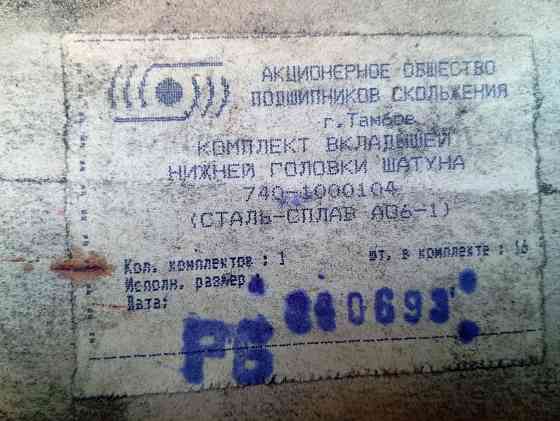 АКЦИОНЕРНОЕ ОБЩЕСТВО
ПОДШИПНИКОВ СКОЛЬЖЕНИЯ
г. Тамбов
КОМПЛЕКТ ВКЛАДЫШЕЙ
НИЖНЕЙ ГОЛОВКИ ШАТУНА
740-1000104
(СТАЛЬ-СПЛАВ АО6-1)
Кол. комплектов : 1 шт. в комплекте : 16
Исполн. размер :
Дата:
Р6